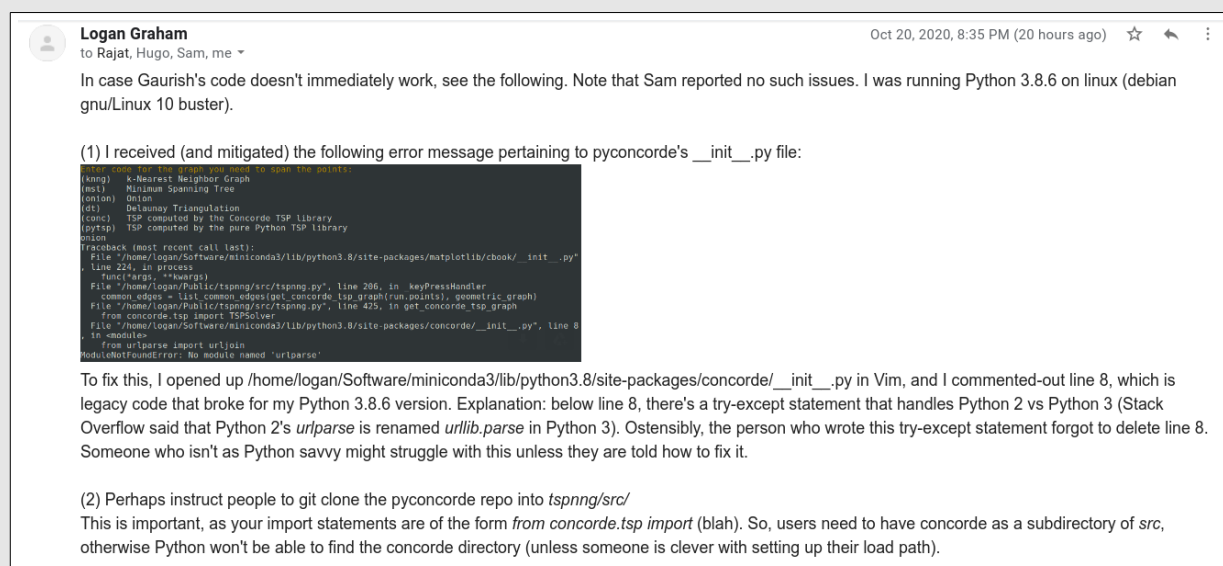 Logan Graham
Oct 20, 2020, 8:35 PM (20 hours ago)
to Rajat, Hugo, Sam, me
In case Gaurish's code doesn't immediately work, see the following. Note that Sam reported no such issues. I was running Python 3.8.6 on linux (debian
gnu/Linux 10 buster).
(1) I received (and mitigated) the following error message pertaining to pyconcorde's __init__.py file:
Enter code for the graph you need to span the points:
(knng) k-Nearest Neighbor Graph
(mst) Minimum Spanning Tree
(onion) Onion
(dt) Delaunay Triangulation
(conc) TSP computed by the Concorde TSP library
(pytsp) TSP computed by the pure Python TSP library
onion
Traceback (most recent call last):
File "/home/logan/Software/miniconda3/lib/python3.8/site-packages/matplotlib/cbook/__init__.py"
, line 224, in process
func(*args, **kwargs)
File "/home/logan/Public/tspnng/src/tspnng.py", line 206, in keyPressHandler
common_edges = list_common_edges(get_concorde_tsp_graph(run.points), geometric_graph)
File "/home/logan/Public/tspnng/src/tspnng.py", line 425, in get_concorde_tsp_graph
from concorde.tsp import TSPSolver
File "/home/logan/Software/miniconda3/lib/python3.8/site-packages/concorde/__init__.py", line 8
, in <module>
from urlparse import urljoin
ModuleNotFoundError: No module named 'urlparse'
To fix this, I opened up /home/logan/Software/miniconda3/lib/python3.8/site-packages/concorde/__init__.py in Vim, and I commented-out line 8, which is
legacy code that broke for my Python 3.8.6 version. Explanation: below line 8, there's a try-except statement that handles Python 2 vs Python 3 (Stack
Overflow said that Python 2's urlparse is renamed urllib.parse in Python 3). Ostensibly, the person who wrote this try-except statement forgot to delete line 8.
Someone who isn't as Python savvy might struggle with this unless they are told how to fix it.
(2) Perhaps instruct people to git clone the pyconcorde repo into tspnng/src/
This is important, as your import statements are of the form from concorde.tsp import (blah). So, users need to have concorde as a subdirectory of src,
otherwise Python won't be able to find the concorde directory (unless someone is clever with setting up their load path).